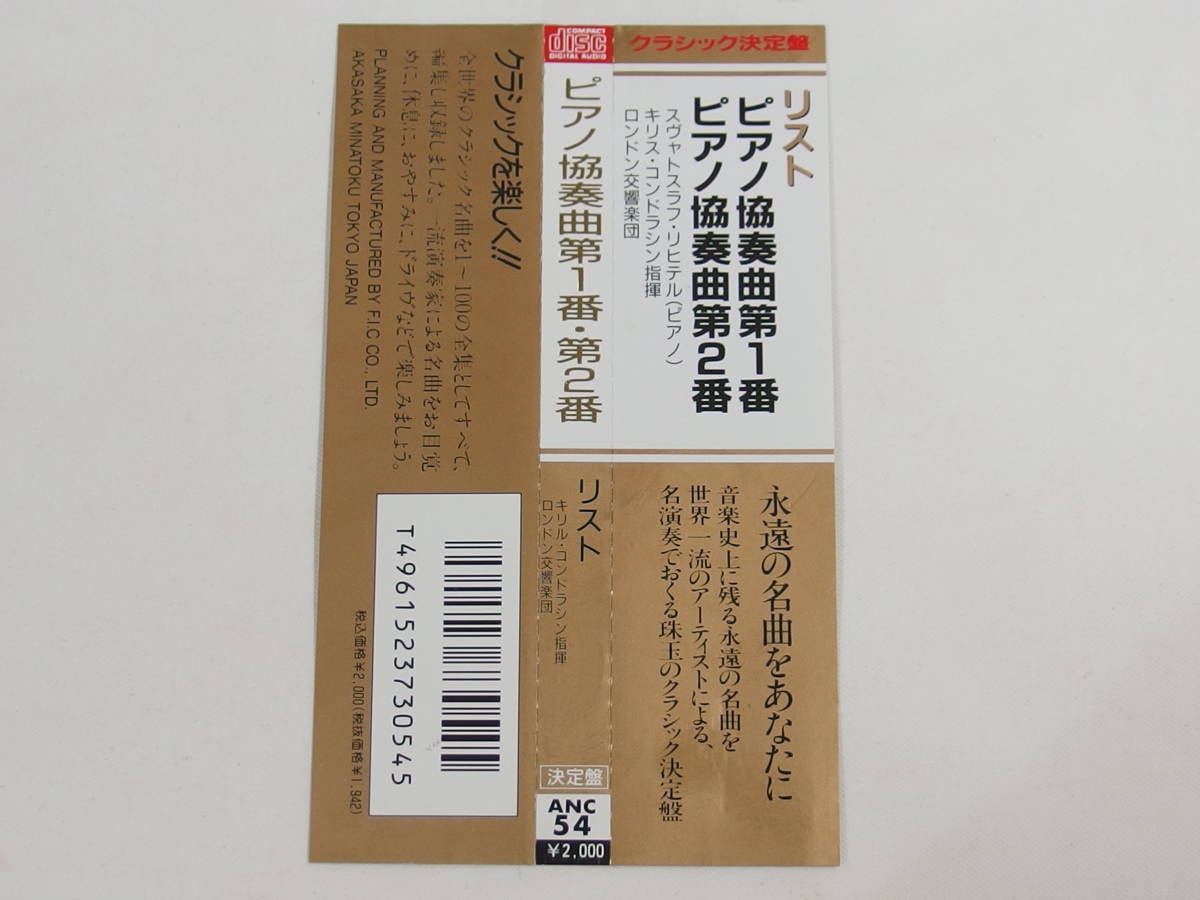 クラシック決定盤
リスト
ピアノ協奏曲第1番
ピアノ協奏曲第2番
スヴャトスラフ・リヒテル(ピアノ)
キリス・コンドラシン指揮
ロンドン交響楽団
永遠の名曲をあなたに
音楽史上に残る永遠の名曲を
世界一流のアーティストによる、
名演奏でおくる珠玉のクラシック決定盤
COMPACT
disc
DIGITAL AUDIO
ピアノ協奏曲第1番・第2番
リスト
キリル・コンドラシン指揮
ロンドン交響楽団
決定盤
ANC
54
¥2,000
クラシックを楽しく!!
全世界のクラシック名曲を1~100の全集としてすべて、
編集し収録しました。一流演奏家による名曲をお目覚
めに、休息に、おやすみに、ドライヴなどで楽しみましょう。
PLANNING AND MANUFACTURED BY F.I.C CO., LTD.
AKASAKA MINATOKU TOKYO JAPAN
T4961523730545
税込価格¥2,000(税抜価格¥1,942)